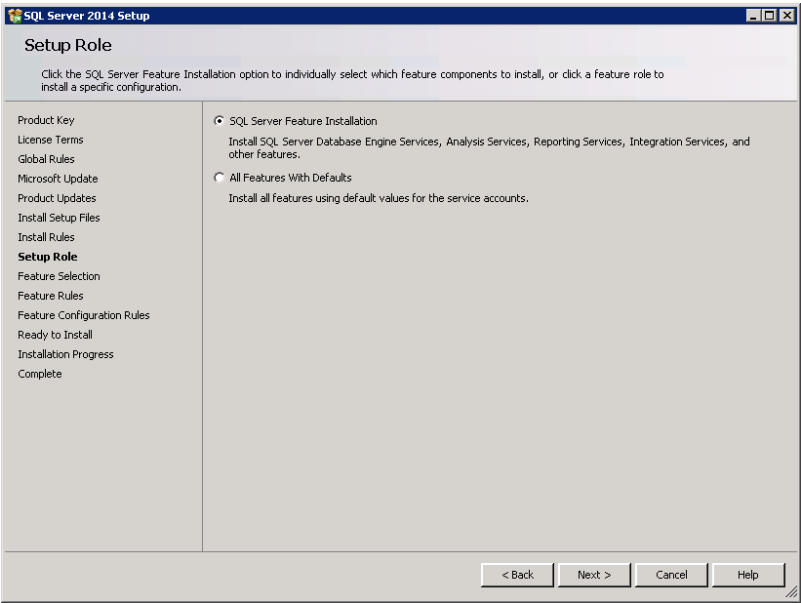 SQL Server 2014 Setup
Setup Role
Click the SQL Server Feature Installation option to individually select which feature components to install, or click a feature role to
install a specific configuration.
Product Key
License Terms
Global Rules
Microsoft Update
Product Updates
Install Setup Files
Install Rules
Setup Role
Feature Selection
Feature Rules
Feature Configuration Rules
Ready to Install
Installation Progress
Complete
SQL Server Feature Installation
Install SQL Server Database Engine Services, Analysis Services, Reporting Services, Integration Services, and
other features.
All Features With Defaults
Install all features using default values for the service accounts.
< Back
Next >
Cancel
Help